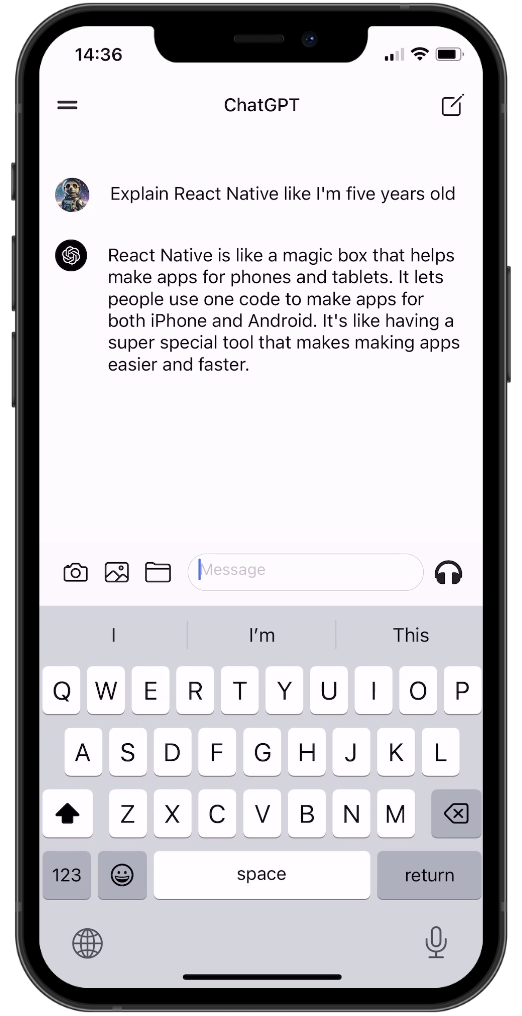 14:36
ChatGPT
Explain React Native like I'm five years old
React Native is like a magic box that helps
make apps for phones and tablets. It lets
people use one code to make apps for
both iPhone and Android. It's like having a
super special tool that makes making apps
easier and faster.
Message
I I'm This
Q W E R T Y U I O P
A S D F G H J K L
Z X C V B N M
123 space return